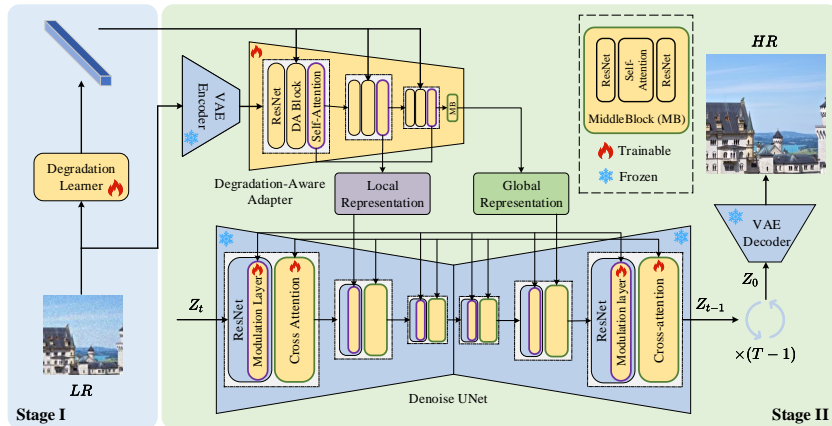 HR
ResNet
Self-
Attention
ResNet
MiddleBlock (MB)
Trainable
Frozen
VAE
Encoder
ResNet
DA Block
Self-Attention
MB
Degradation
Learner
Degradation-Aware
Adapter
Local
Representation
Global
Representation
VAE
Decoder
Z0
Zt
ResNet
Modulation Layer
Cross Attention
ResNet
Modulation layer
Cross-attention
Zt−1
×(T − 1)
LR
Denoise UNet
Stage I
Stage II